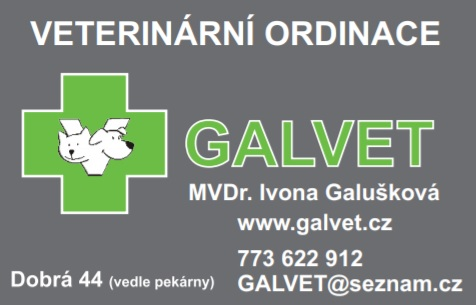 VETERINÁRNÍ ORDINACE
GALVET
MVDr. Ivona Galušková
www.galvet.cz
773 622 912
Dobrá 44 (vedle pekárny) GALVET@seznam.cz